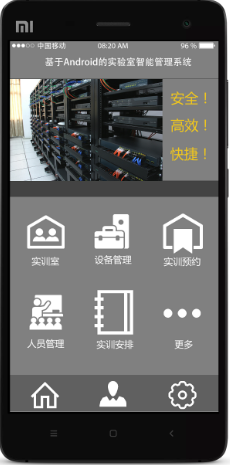 mi
中国移动 08:20 AM 96 %
基于Android的实验室智能管理系统
安全！
高效！
快捷！
实训室 设备管理 实训预约
人员管理 实训安排 更多